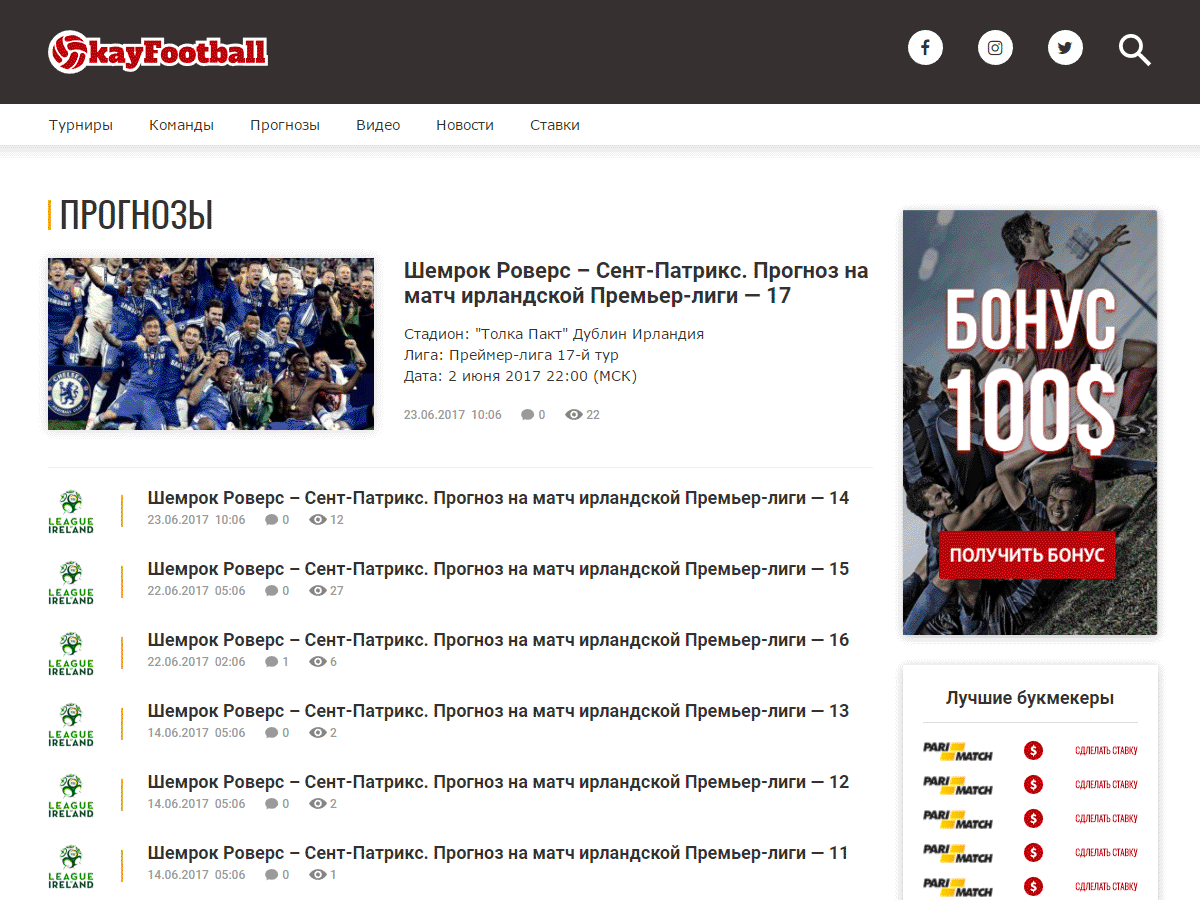 OkayFootball
Турниры
Команды
Прогнозы
Видео
Новости
Ставки
ПРОГНОЗЫ
CHELSEA
Шемрок Роверс – Сент-Патрикс. Прогноз на
матч ирландской Премьер-лиги — 17
Стадион: "Толка Пакт" Дублин Ирландия
Лига: Преймер-лига 17-й тур
Дата: 2 июня 2017 22:00 (МСК)
23.06.2017 10:06 0 22
LEAGUE
IRELAND
Шемрок Роверс – Сент-Патрикс. Прогноз на матч ирландской Премьер-лиги — 14
23.06.2017 10:06 0 12
LEAGUE
IRELAND
Шемрок Роверс – Сент-Патрикс. Прогноз на матч ирландской Премьер-лиги — 15
22.06.2017 05:06 0 27
LEAGUE
IRELAND
Шемрок Роверс – Сент-Патрикс. Прогноз на матч ирландской Премьер-лиги — 16
22.06.2017 02:06 1 6
LEAGUE
IRELAND
Шемрок Роверс – Сент-Патрикс. Прогноз на матч ирландской Премьер-лиги — 13
14.06.2017 05:06 0 2
LEAGUE
IRELAND
Шемрок Роверс – Сент-Патрикс. Прогноз на матч ирландской Премьер-лиги — 12
14.06.2017 05:06 0 2
LEAGUE
IRELAND
Шемрок Роверс – Сент-Патрикс. Прогноз на матч ирландской Премьер-лиги — 11
14.06.2017 05:06 0 1
БОНУС
100$
ПОЛУЧИТЬ БОНУС
Лучшие букмекеры
PARI MATCH $ СДЛЕЛАТЬ СТАВКУ
PARI MATCH $ СДЛЕЛАТЬ СТАВКУ
PARI MATCH $ СДЛЕЛАТЬ СТАВКУ
PARI MATCH $ СДЛЕЛАТЬ СТАВКУ
PARI MATCH $ СДЛЕЛАТЬ СТАВКУ